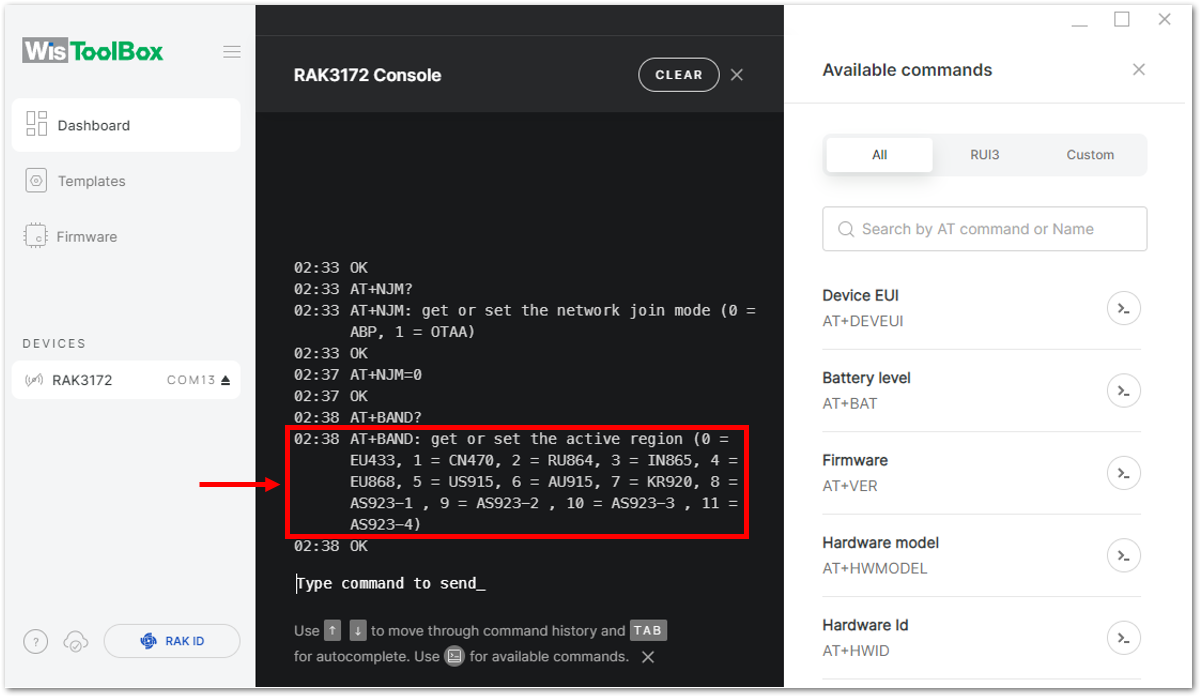 WisToolBox
Dashboard
Templates
Firmware
DEVICES
RAK3172 COM13
?
RAK ID
RAK3172 Console
CLEAR
02:33 OK
02:33 AT+NJM?
02:33 AT+NJM: get or set the network join mode (0 =
ABP, 1 = OTAA)
02:33 OK
02:37 AT+NJM=0
02:37 OK
02:38 AT+BAND?
02:38 AT+BAND: get or set the active region (0 =
EU433, 1 = CN470, 2 = RU864, 3 = IN865, 4 =
EU868, 5 = US915, 6 = AU915, 7 = KR920, 8 =
AS923-1 , 9 = AS923-2 , 10 = AS923-3 , 11 =
AS923-4)
02:38 OK
Type command to send_
Use ↑ ↓ to move through command history and TAB
for autocomplete. Use for available commands.
Available commands
All RUI3 Custom
Search by AT command or Name
Device EUI
AT+DEVEUI
Battery level
AT+BAT
Firmware
AT+VER
Hardware model
AT+HWMODEL
Hardware Id
AT+HWID